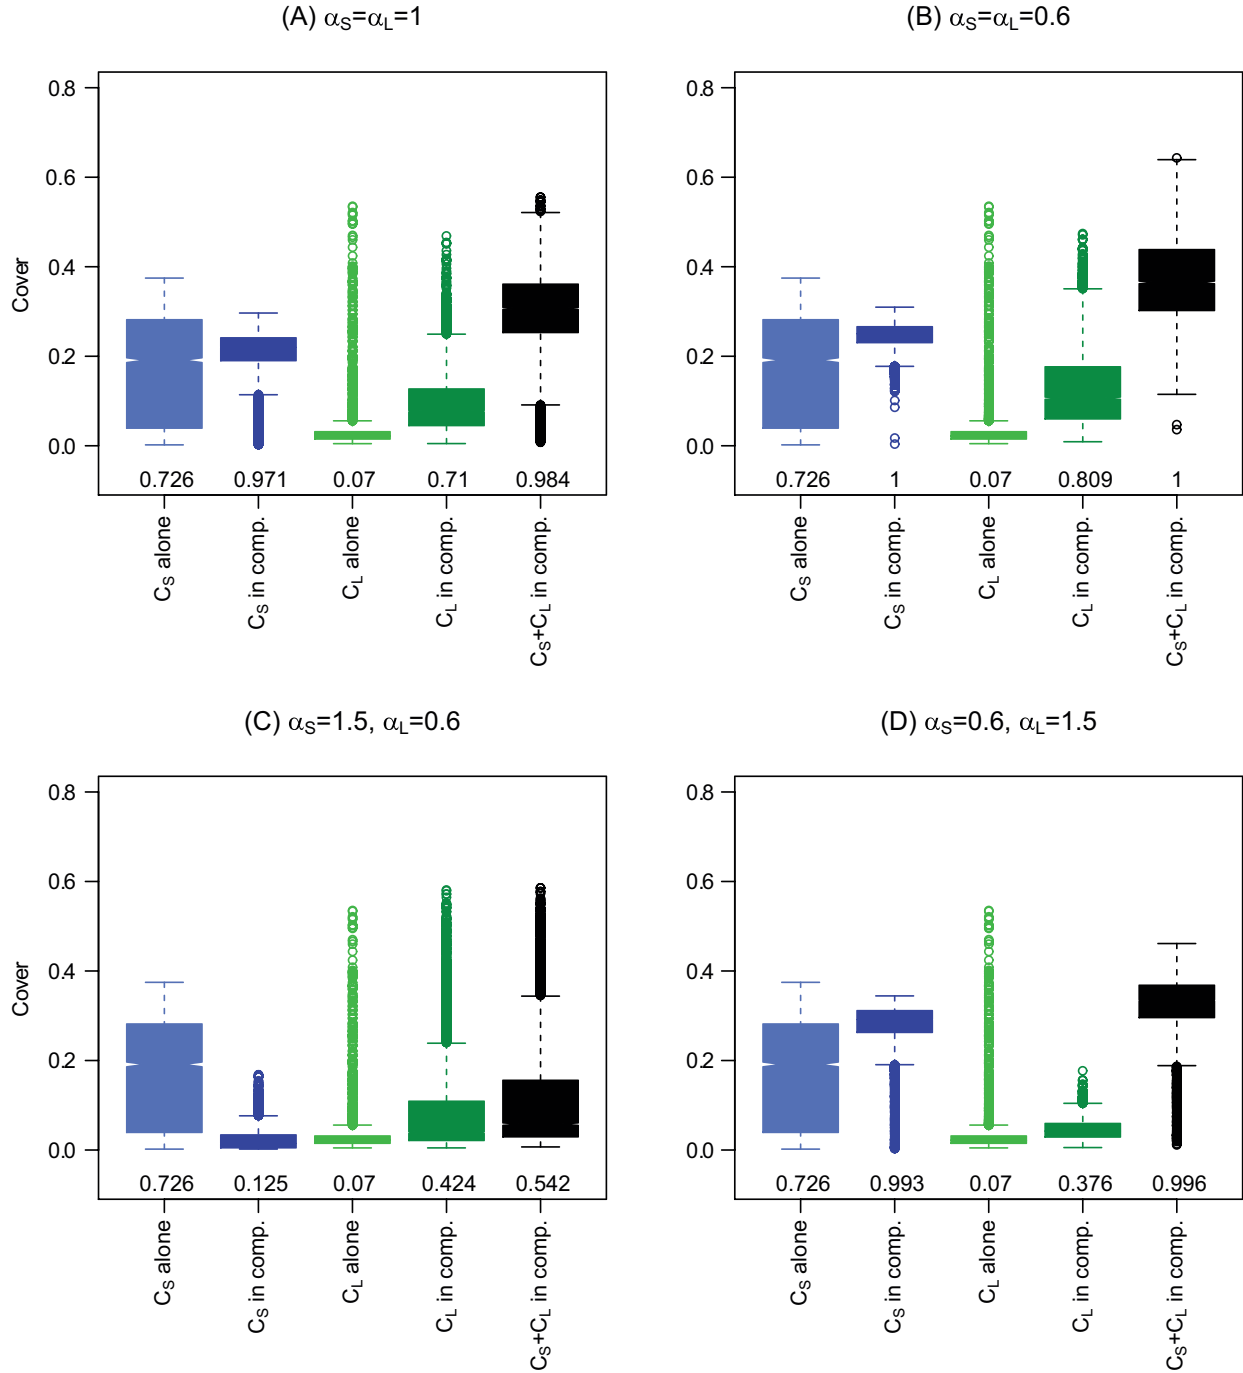 (A) αS=αL=1
(B) αS=αL=0.6
Cover
0.8
0.6
0.4
0.2
0.0
0.726 0.971 0.07 0.71 0.984
CS alone
CS in comp.
CL alone
CL in comp.
CS+CL in comp.
0.8
0.6
0.4
0.2
0.0
0.726 1 0.07 0.809 1
CS alone
CS in comp.
CL alone
CL in comp.
CS+CL in comp.
(C) αS=1.5, αL=0.6
(D) αS=0.6, αL=1.5
Cover
0.8
0.6
0.4
0.2
0.0
0.726 0.125 0.07 0.424 0.542
CS alone
CS in comp.
CL alone
CL in comp.
CS+CL in comp.
0.8
0.6
0.4
0.2
0.0
0.726 0.993 0.07 0.376 0.996
CS alone
CS in comp.
CL alone
CL in comp.
CS+CL in comp.